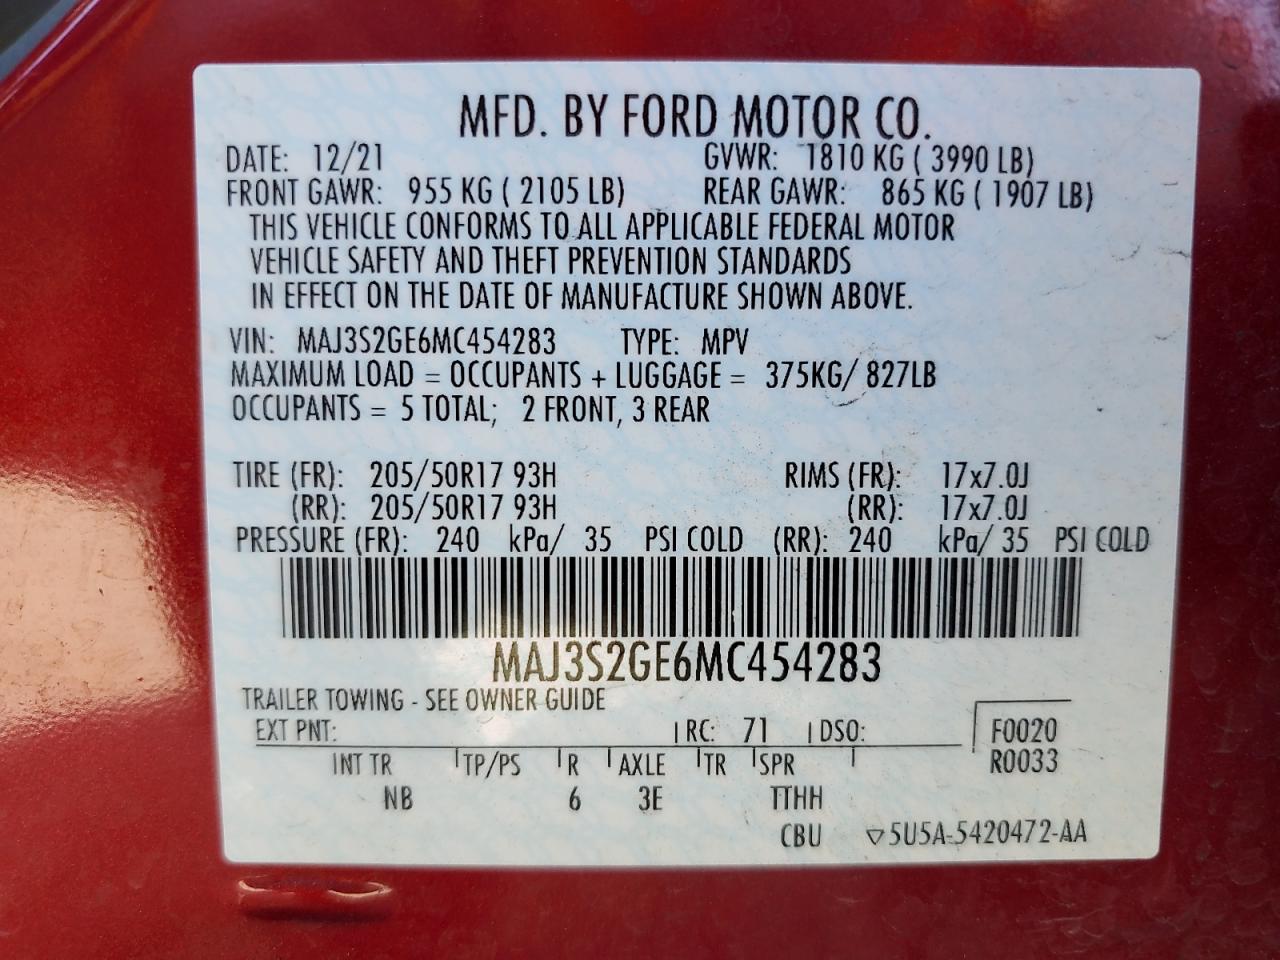 MFD. BY FORD MOTOR CO.
DATE: 12/21 GVWR: 1810 KG ( 3990 LB)
FRONT GAWR: 955 KG ( 2105 LB) REAR GAWR: 865 KG ( 1907 LB)
THIS VEHICLE CONFORMS TO ALL APPLICABLE FEDERAL MOTOR
VEHICLE SAFETY AND THEFT PREVENTION STANDARDS
IN EFFECT ON THE DATE OF MANUFACTURE SHOWN ABOVE.
VIN: MAJ3S2GE6MC454283 TYPE: MPV
MAXIMUM LOAD = OCCUPANTS + LUGGAGE = 375KG/ 827LB
OCCUPANTS = 5 TOTAL; 2 FRONT, 3 REAR
TIRE (FR): 205/50R17 93H RIMS (FR): 17x7.0J
(RR): 205/50R17 93H (RR): 17x7.0J
PRESSURE (FR): 240 kPa/ 35 PSI COLD (RR): 240 kPa/ 35 PSI COLD
MAJ3S2GE6MC454283
TRAILER TOWING - SEE OWNER GUIDE
EXT PNT: RC: 71 DSO: F0020
INT TR TP/PS R AXLE TR SPR R0033
NB 6 3E TTHH
CBU ▽5U5A-5420472-AA